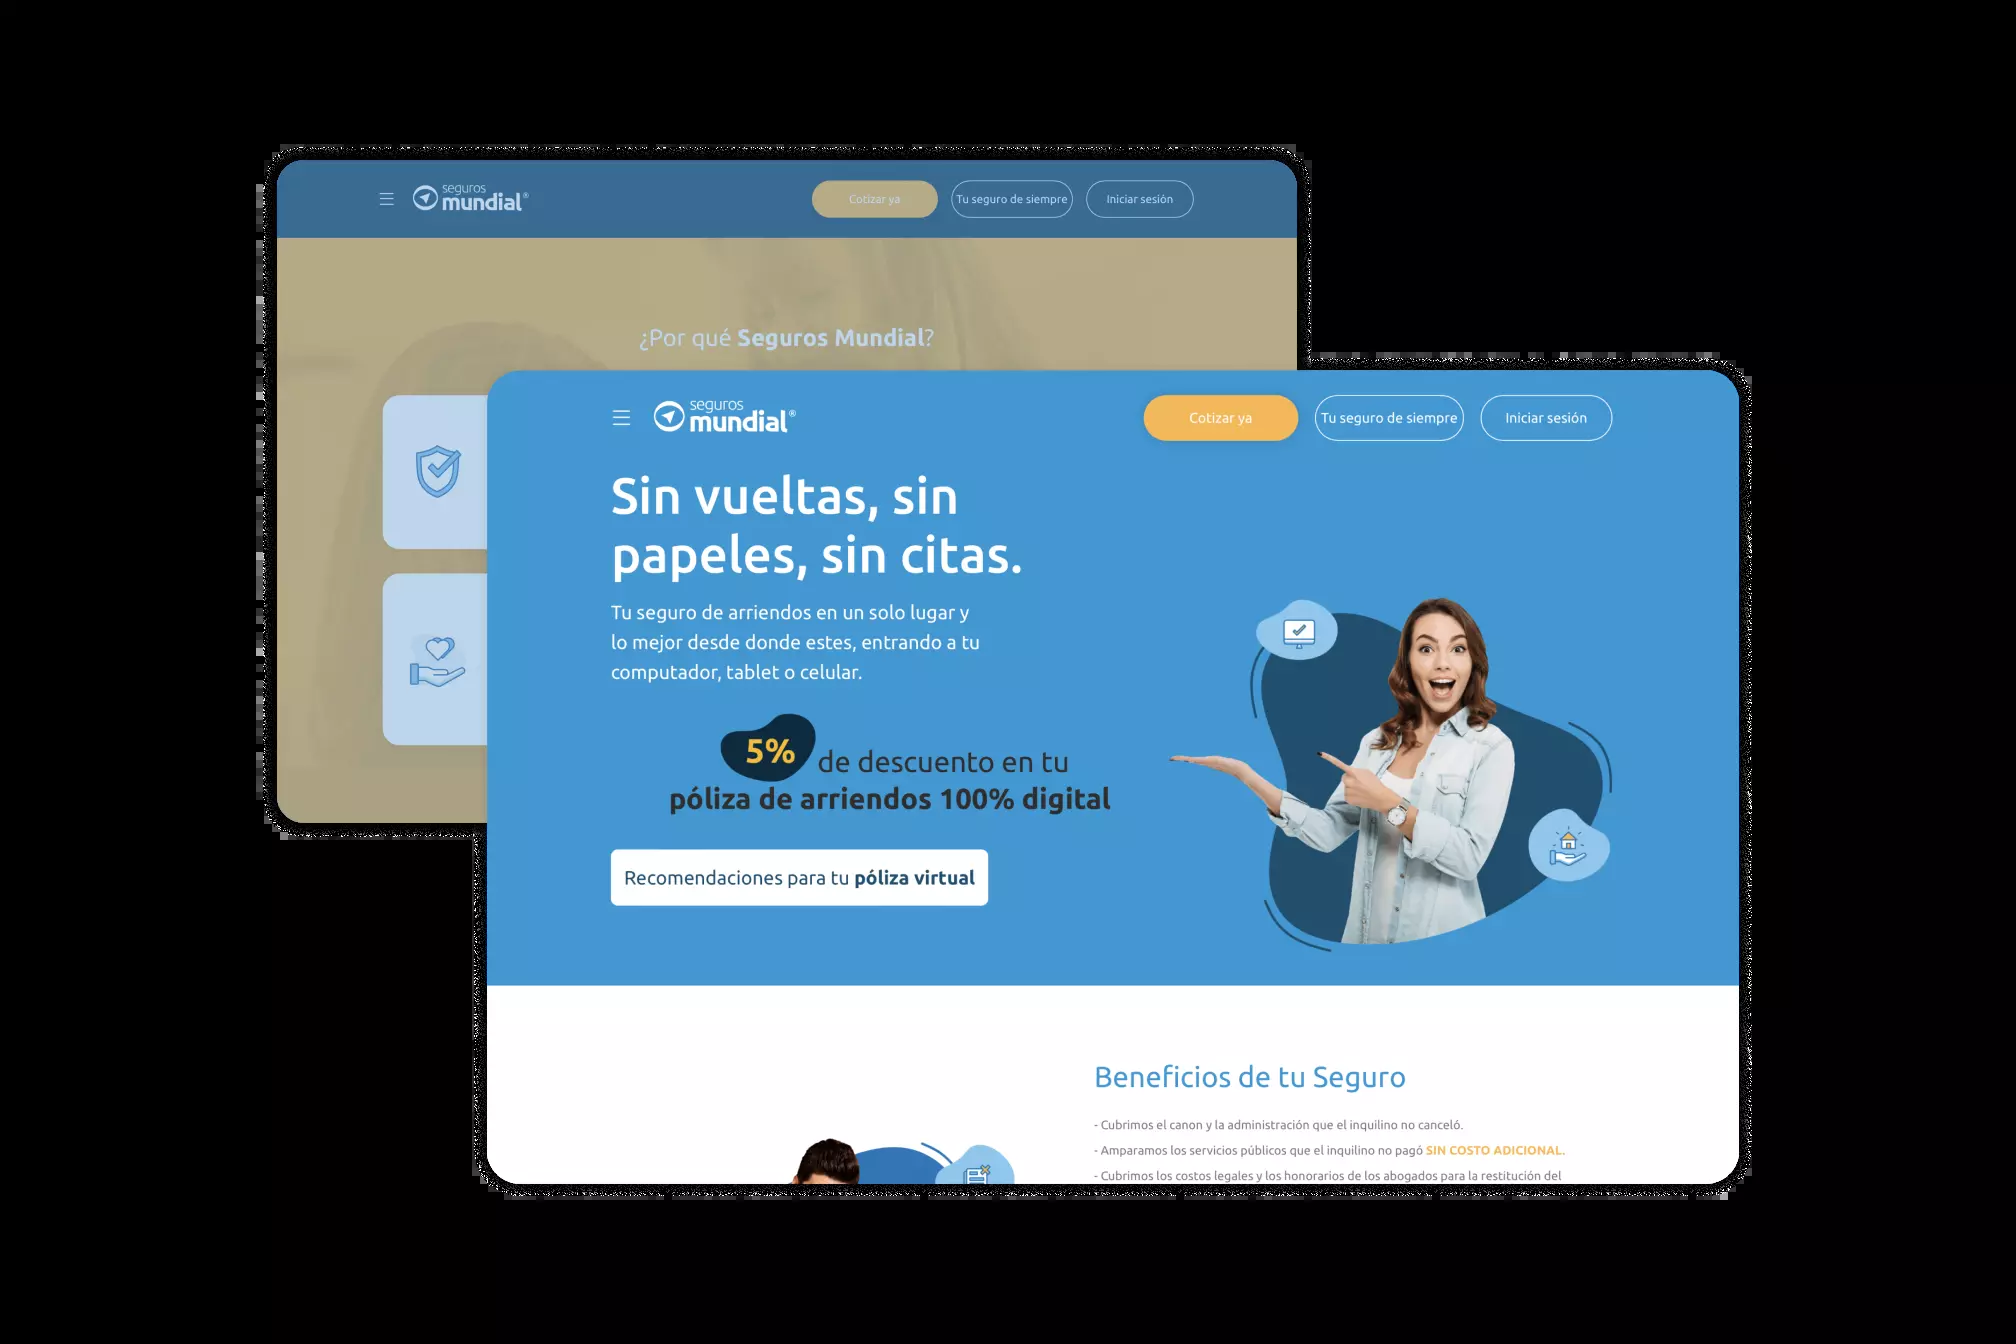 seguros
mundial®
Cotizar ya
Tu seguro de siempre
Iniciar sesión
¿Por qué Seguros Mundial?
seguros
mundial®
Cotizar ya
Tu seguro de siempre
Iniciar sesión
Sin vueltas, sin
papeles, sin citas.
Tu seguro de arriendos en un solo lugar y
lo mejor desde donde estes, entrando a tu
computador, tablet o celular.
5% de descuento en tu
póliza de arriendos 100% digital
Recomendaciones para tu póliza virtual
Beneficios de tu Seguro
- Cubrimos el canon y la administración que el inquilino no canceló.
- Amparamos los servicios públicos que el inquilino no pagó SIN COSTO ADICIONAL.
- Cubrimos los costos legales y los honorarios de los abogados para la restitución del